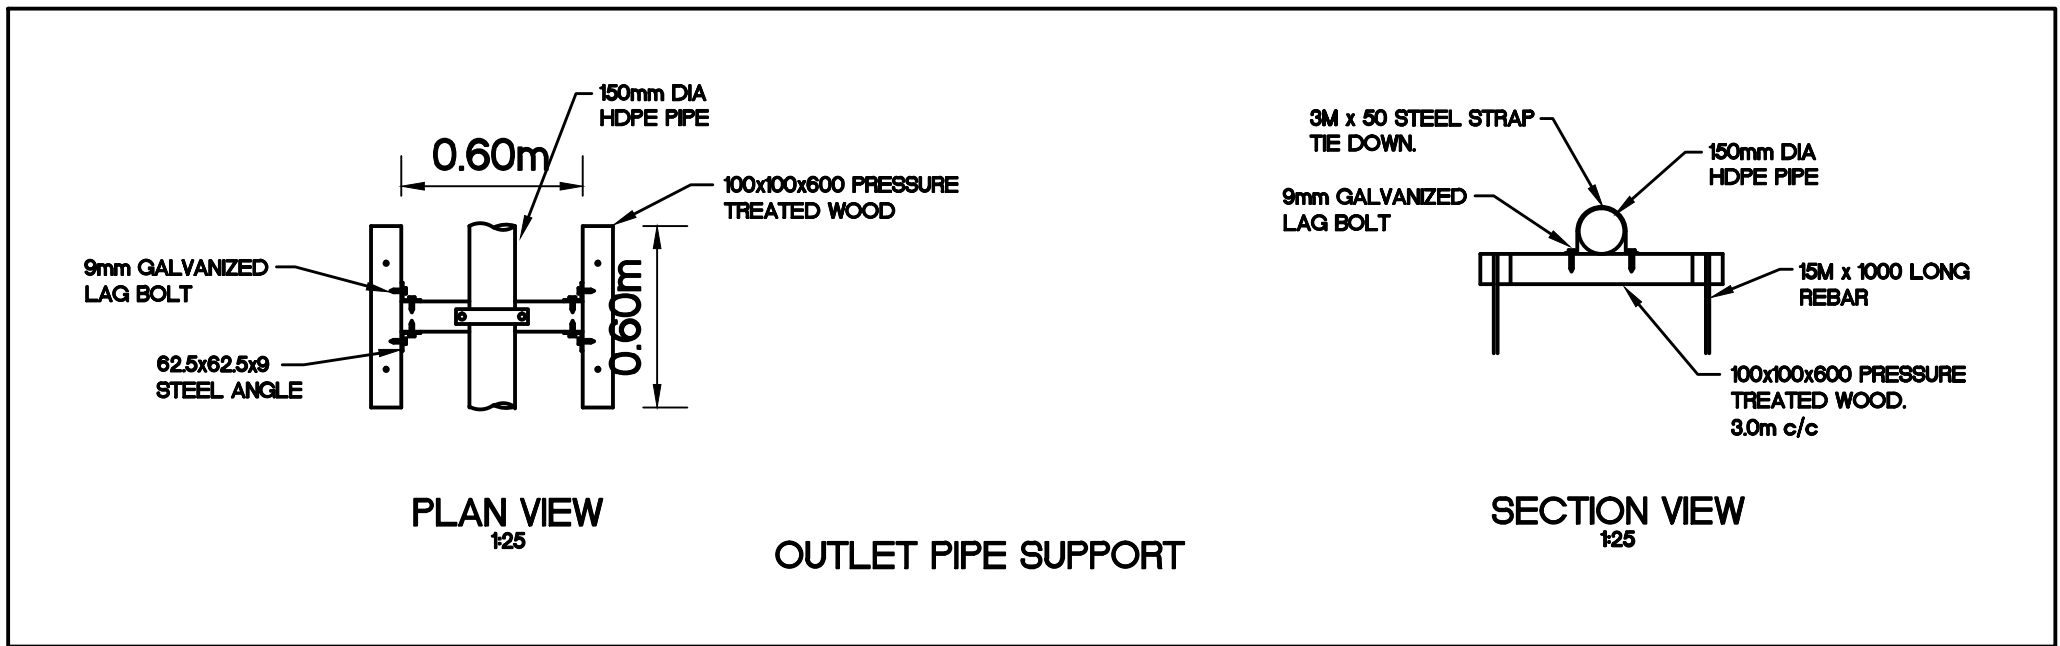 150mm DIA
HDPE PIPE
0.60m
100x100x600 PRESSURE
TREATED WOOD
9mm GALVANIZED
LAG BOLT
0.60m
62.5x62.5x9
STEEL ANGLE
PLAN VIEW
1:25
3M x 50 STEEL STRAP
TIE DOWN.
150mm DIA
HDPE PIPE
9mm GALVANIZED
LAG BOLT
15M x 1000 LONG
REBAR
100x100x600 PRESSURE
TREATED WOOD.
3.0m c/c
SECTION VIEW
1:25
OUTLET PIPE SUPPORT